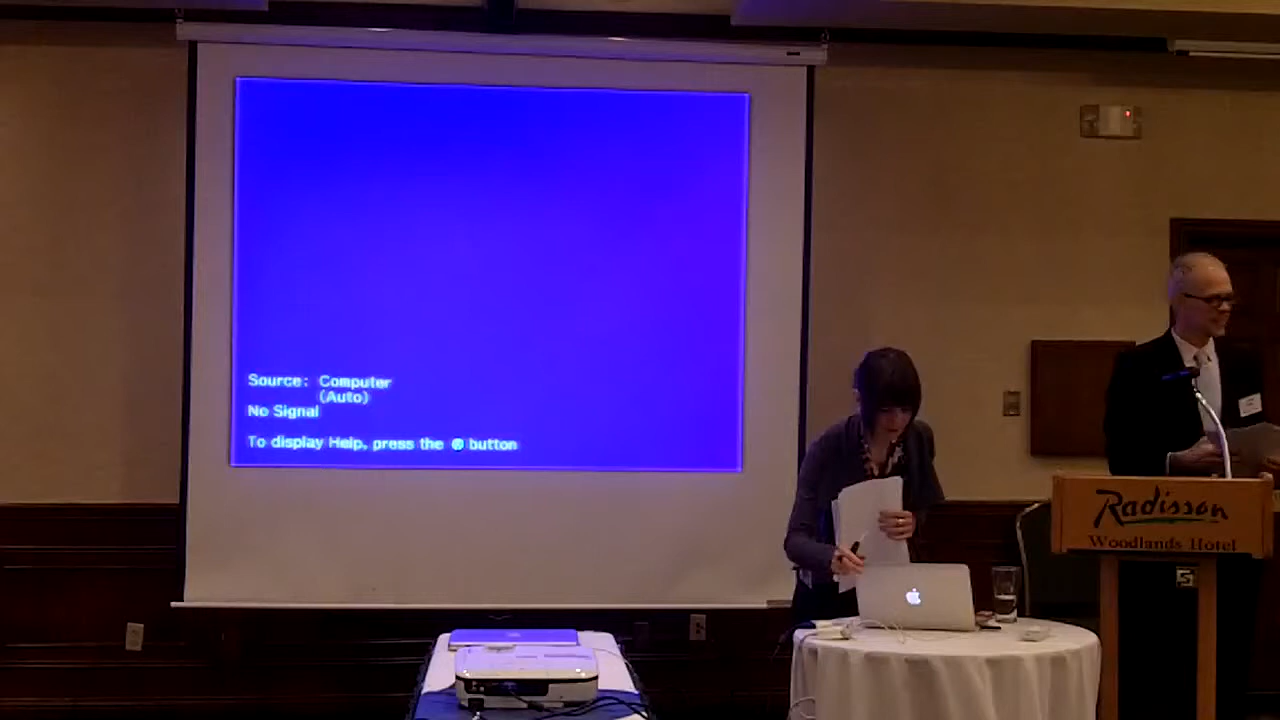 Source: Computer
(Auto)
No Signal
To display Help, press the button
Radisson
Woodlands Hotel